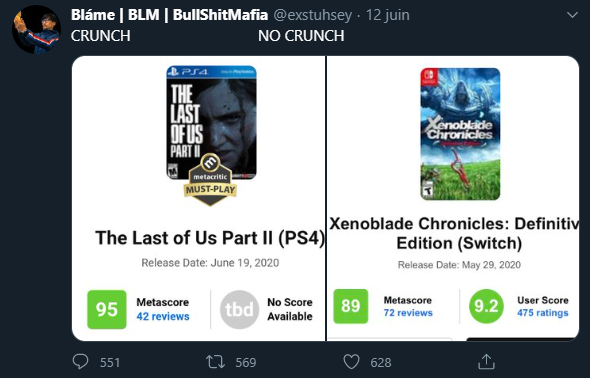 Bláme | BLM | BullShitMafia @exstuhsey · 12 juin
CRUNCH NO CRUNCH
PS4
THE LAST OF US PART II
metacritic
MUST-PLAY
The Last of Us Part II (PS4)
Release Date: June 19, 2020
95
Metascore
42 reviews
tbd
No Score
Available
Xenoblade
Chronicles
Xenoblade Chronicles: Definitiv
Edition (Switch)
Release Date: May 29, 2020
89
Metascore
72 reviews
9.2
User Score
475 ratings
551 569 628